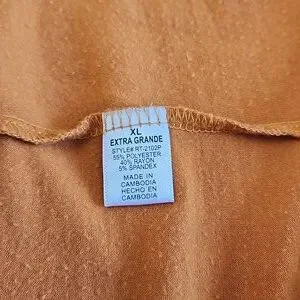 XL
EXTRA GRANDE
STYLE# RT-2102P
55% POLYESTER
40% RAYON
5% SPANDEX
MADE IN
CAMBODIA
HECHO EN
CAMBODIA